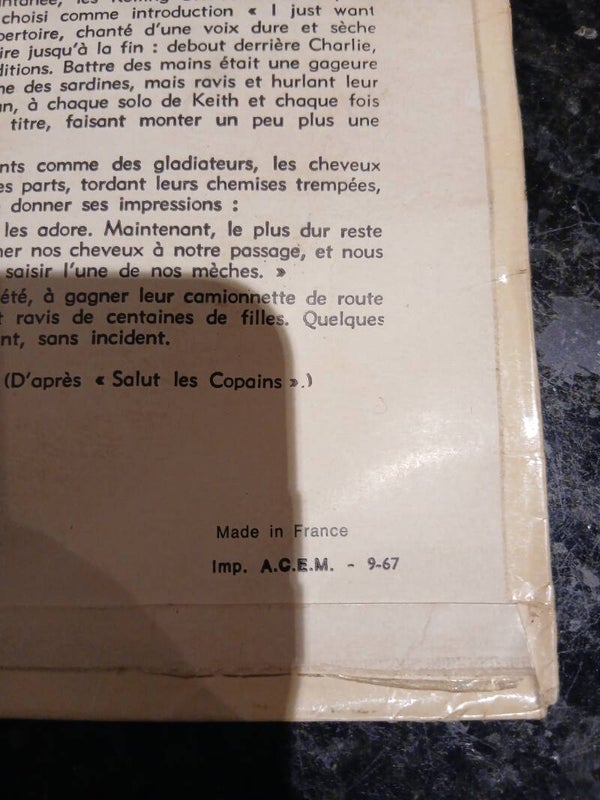 choisi comme introduction « I just want
pertoire, chanté d'une voix dure et sèche
ire jusqu'à la fin : debout derrière Charlie,
ditions. Battre des mains était une gageure
me des sardines, mais ravis et hurlant leur
an, à chaque solo de Keith et chaque fois
titre, faisant monter un peu plus une
nts comme des gladiateurs, les cheveux
es parts, tordant leurs chemises trempées,
donner ses impressions :
les adore. Maintenant, le plus dur reste
ner nos cheveux à notre passage, et nous
saisir l'une de nos mèches. »
été, à gagner leur camionnette de route
t ravis de centaines de filles. Quelques
nt, sans incident.
(D'après « Salut les Copains ».)
Made in France
Imp. A.C.E.M. - 9-67